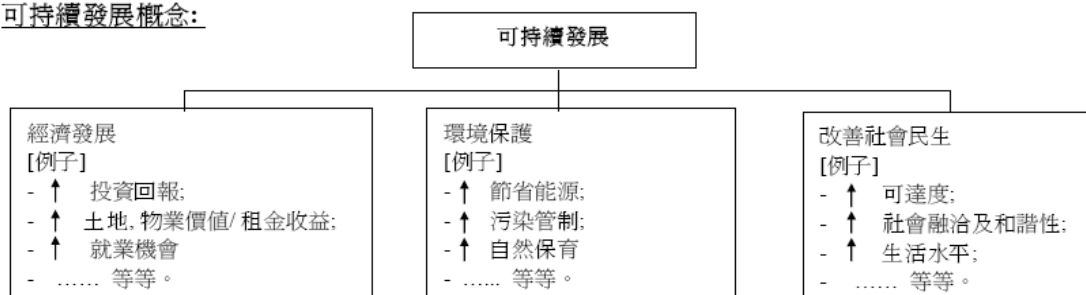 可持續發展概念:
可持續發展
經濟發展
[例子]
- ↑ 投資回報;
- ↑ 土地, 物業價值/ 租金收益;
- ↑ 就業機會
- …… 等等。
環境保護
[例子]
- ↑ 節省能源;
- ↑ 污染管制;
- ↑ 自然保育
- …... 等等。
改善社會民生
[例子]
- ↑ 可達度;
- ↑ 社會融洽及和諧性;
- ↑ 生活水平;
- …… 等等。